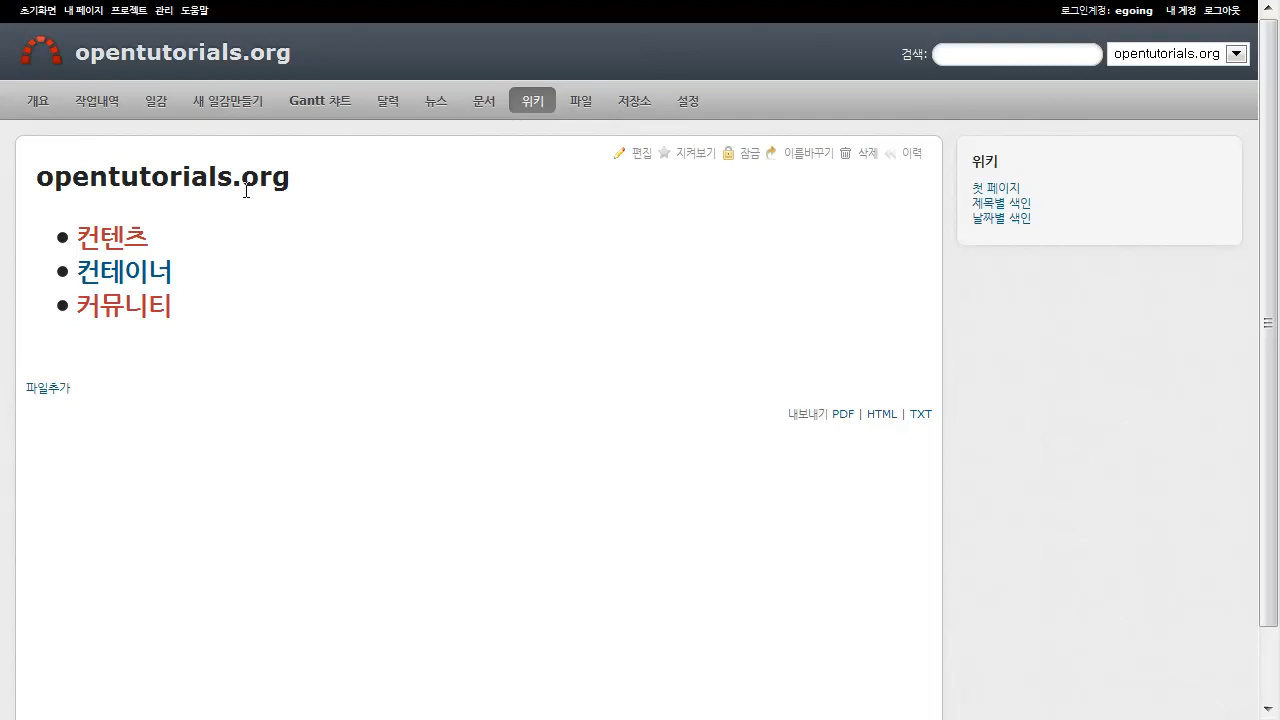 초기화면 내 페이지 프로젝트 관리 도움말 로그인계정: egoing 내 계정 로그아웃
opentutorials.org 검색: opentutorials.org
개요 작업내역 일감 새 일감만들기 Gantt 챠트 달력 뉴스 문서 위키 파일 저장소 설정
편집 지켜보기 잠금 이름바꾸기 삭제 이력
opentutorials.org
컨텐츠
컨테이너
커뮤니티
파일추가
내보내기 PDF | HTML | TXT
위키
첫 페이지
제목별 색인
날짜별 색인